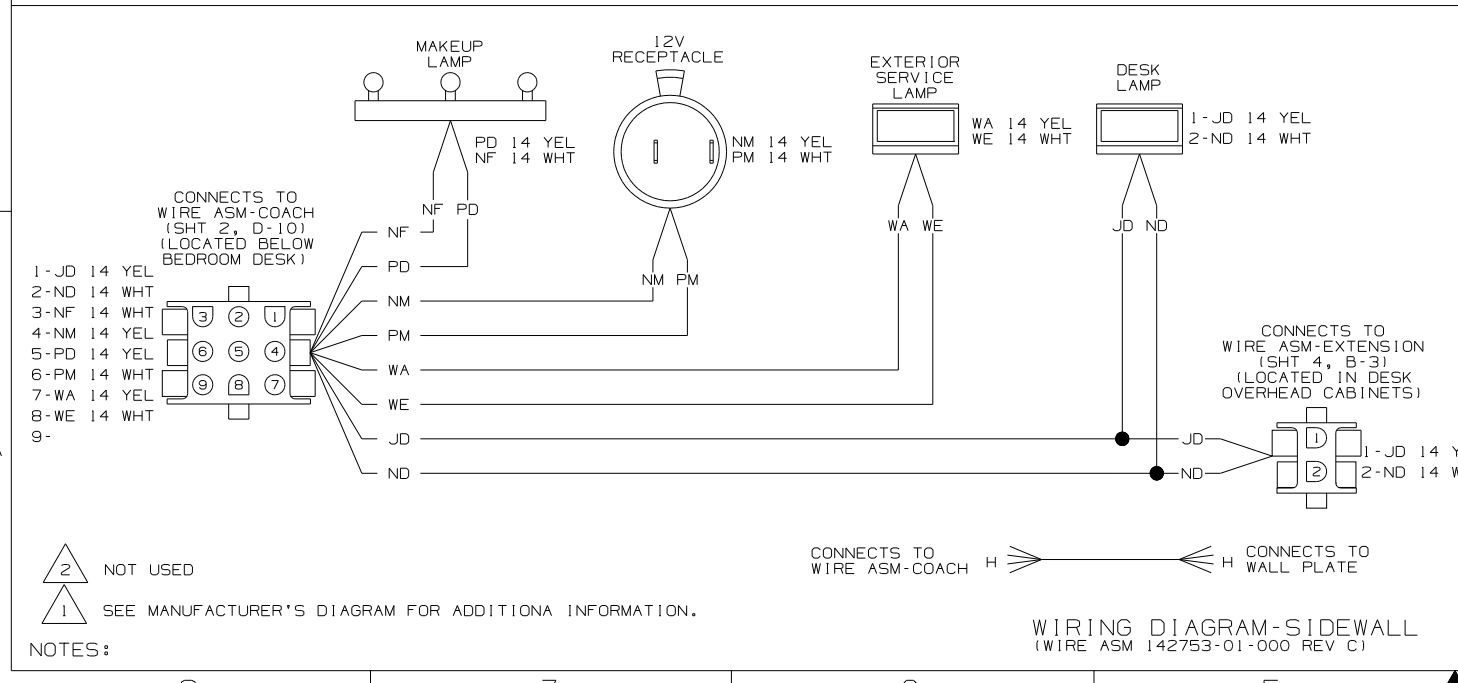 MAKEUP
LAMP
12V
RECEPTACLE
EXTERIOR
SERVICE
LAMP
DESK
LAMP
PD 14 YEL
NF 14 WHT
NM 14 YEL
PM 14 WHT
WA 14 YEL
WE 14 WHT
1-JD 14 YEL
2-ND 14 WHT
CONNECTS TO
WIRE ASM-COACH
(SHT 2, D-10)
(LOCATED BELOW
BEDROOM DESK)
NF PD
NM PM
WA WE
JD ND
1-JD 14 YEL
2-ND 14 WHT
3-NF 14 WHT
4-NM 14 YEL
5-PD 14 YEL
6-PM 14 WHT
7-WA 14 YEL
8-WE 14 WHT
9-
3 2 1
6 5 4
9 8 7
NF
PD
NM
PM
WA
WE
JD
ND
JD
ND
CONNECTS TO
WIRE ASM-EXTENSION
(SHT 4, B-3)
(LOCATED IN DESK
OVERHEAD CABINETS)
1
2
1-JD 14 Y
2-ND 14 W
CONNECTS TO
WIRE ASM-COACH H
H CONNECTS TO
WALL PLATE
2 NOT USED
1 SEE MANUFACTURER'S DIAGRAM FOR ADDITIONA INFORMATION.
NOTES:
WIRING DIAGRAM-SIDEWALL
(WIRE ASM 142753-01-000 REV C)